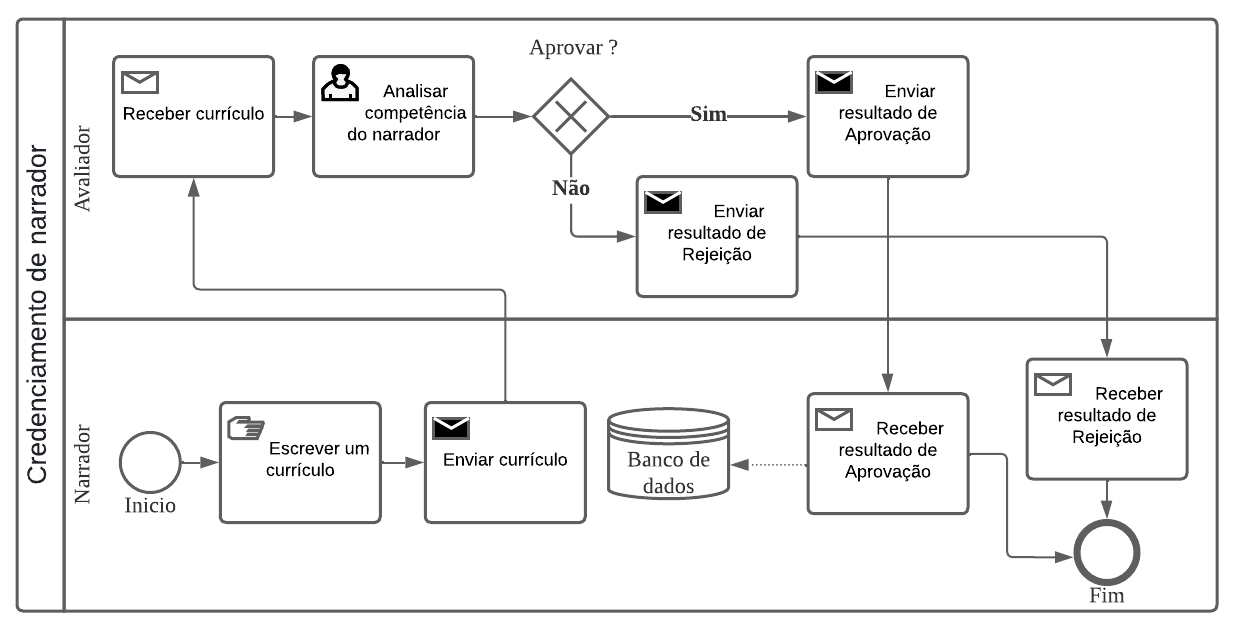 Credenciamento de narrador
Avaliador
Receber currículo
Analisar
competência
do narrador
Aprovar ?
Sim
Não
Enviar
resultado de
Aprovação
Enviar
resultado de
Rejeição
Narrador
Inicio
Escrever um
currículo
Enviar currículo
Banco de
dados
Receber
resultado de
Aprovação
Receber
resultado de
Rejeição
Fim